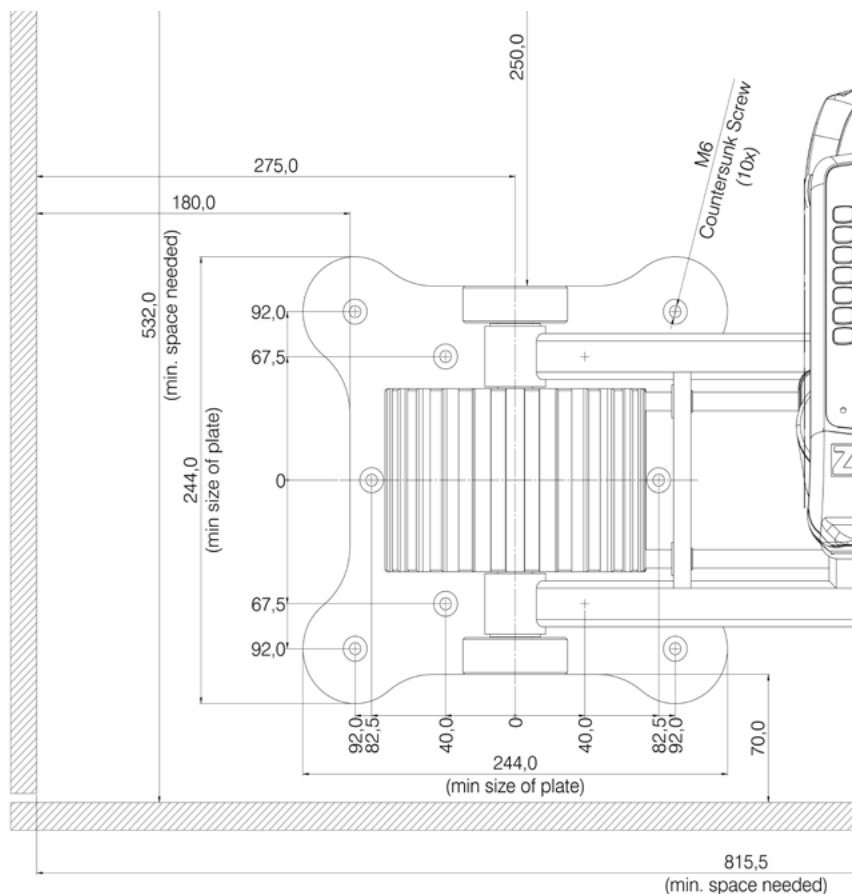 250,0
M6
Countersunk Screw
(10x)
275,0
180,0
532,0
(min. space needed)
244,0
(min size of plate)
92,0
67,5
0
67,5
92,0
Z
92,0
82,5
40,0
0
40,0
82,5
92,0
70,0
244,0
(min size of plate)
815,5
(min. space needed)